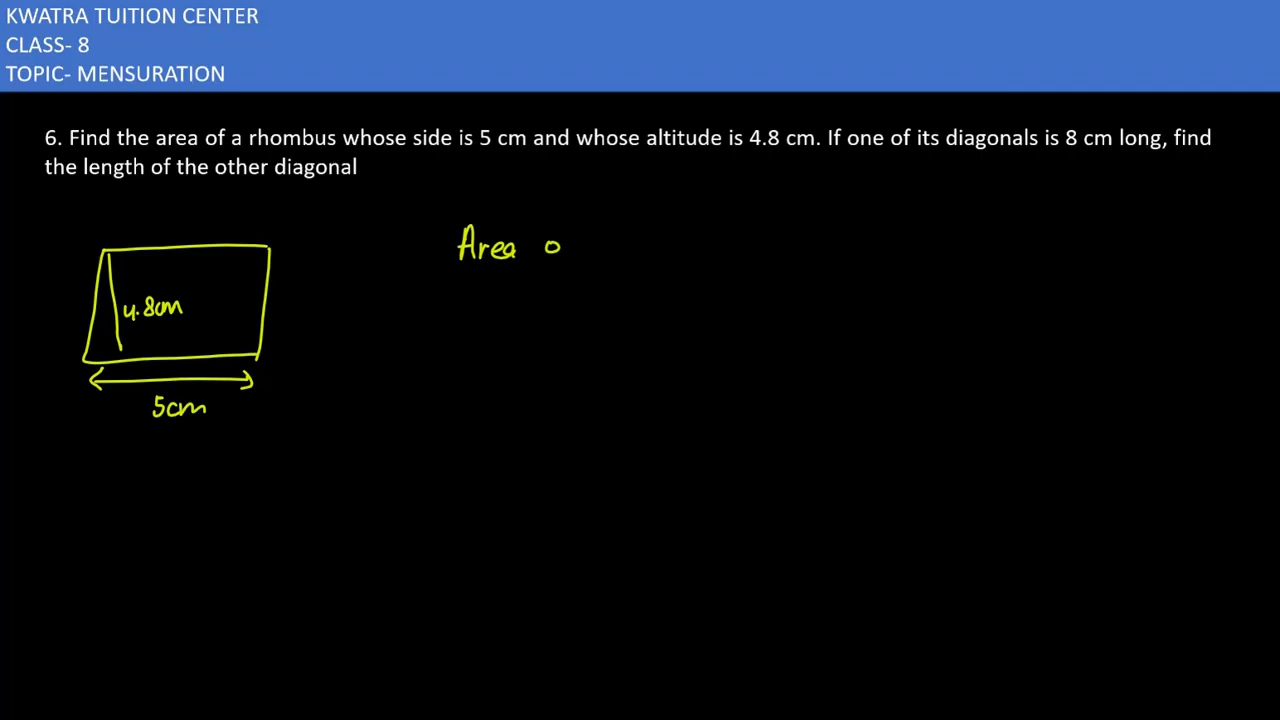 KWATRA TUITION CENTER
CLASS- 8
TOPIC- MENSURATION
6. Find the area of a rhombus whose side is 5 cm and whose altitude is 4.8 cm. If one of its diagonals is 8 cm long, find
the length of the other diagonal
Area o
4.8cm
5cm